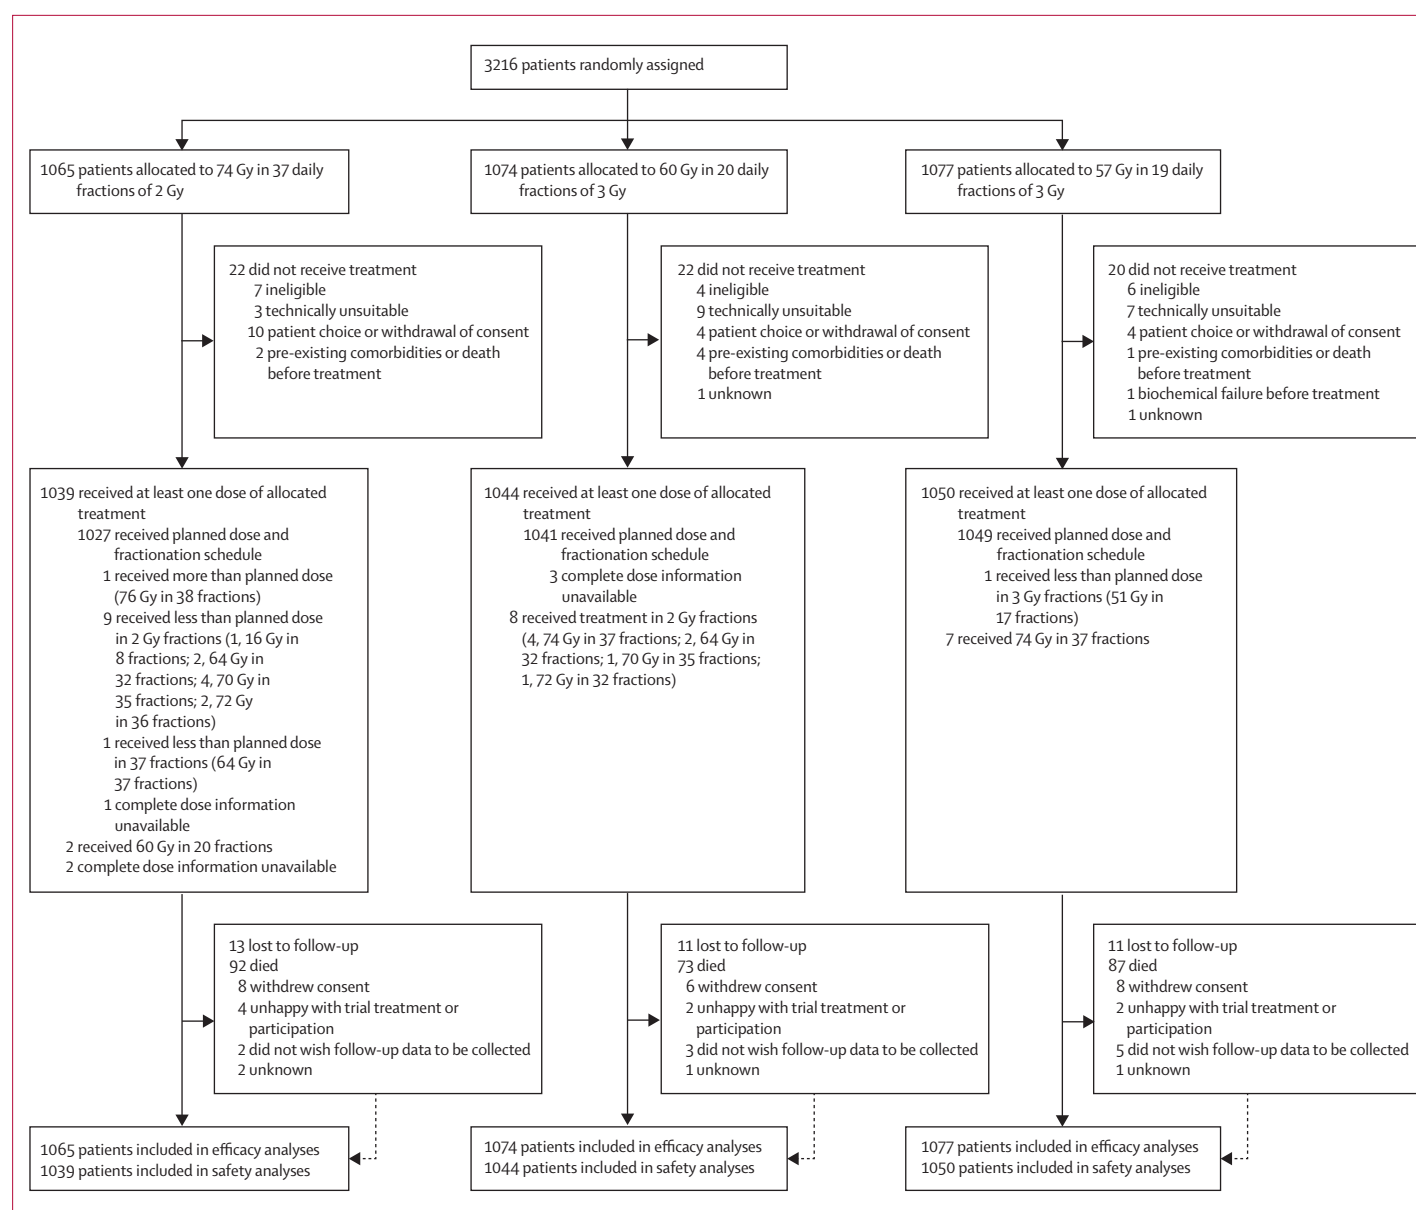 3216 patients randomly assigned
1065 patients allocated to 74 Gy in 37 daily
fractions of 2 Gy
1074 patients allocated to 60 Gy in 20 daily
fractions of 3 Gy
1077 patients allocated to 57 Gy in 19 daily
fractions of 3 Gy
22 did not receive treatment
7 ineligible
3 technically unsuitable
10 patient choice or withdrawal of consent
2 pre-existing comorbidities or death
before treatment
22 did not receive treatment
4 ineligible
9 technically unsuitable
4 patient choice or withdrawal of consent
4 pre-existing comorbidities or death
before treatment
1 unknown
20 did not receive treatment
6 ineligible
7 technically unsuitable
4 patient choice or withdrawal of consent
1 pre-existing comorbidities or death
before treatment
1 biochemical failure before treatment
1 unknown
1039 received at least one dose of allocated
treatment
1027 received planned dose and
fractionation schedule
1 received more than planned dose
(76 Gy in 38 fractions)
9 received less than planned dose
in 2 Gy fractions (1, 16 Gy in
8 fractions; 2, 64 Gy in
32 fractions; 4, 70 Gy in
35 fractions; 2, 72 Gy
in 36 fractions)
1 received less than planned dose
in 37 fractions (64 Gy in
37 fractions)
1 complete dose information
unavailable
2 received 60 Gy in 20 fractions
2 complete dose information unavailable
1044 received at least one dose of allocated
treatment
1041 received planned dose and
fractionation schedule
3 complete dose information
unavailable
8 received treatment in 2 Gy fractions
(4, 74 Gy in 37 fractions; 2, 64 Gy in
32 fractions; 1, 70 Gy in 35 fractions;
1, 72 Gy in 32 fractions)
1050 received at least one dose of allocated
treatment
1049 received planned dose and
fractionation schedule
1 received less than planned dose
in 3 Gy fractions (51 Gy in
17 fractions)
7 received 74 Gy in 37 fractions
13 lost to follow-up
92 died
8 withdrew consent
4 unhappy with trial treatment or
participation
2 did not wish follow-up data to be collected
2 unknown
11 lost to follow-up
73 died
6 withdrew consent
2 unhappy with trial treatment or
participation
3 did not wish follow-up data to be collected
1 unknown
11 lost to follow-up
87 died
8 withdrew consent
2 unhappy with trial treatment or
participation
5 did not wish follow-up data to be collected
1 unknown
1065 patients included in efficacy analyses
1039 patients included in safety analyses
1074 patients included in efficacy analyses
1044 patients included in safety analyses
1077 patients included in efficacy analyses
1050 patients included in safety analyses